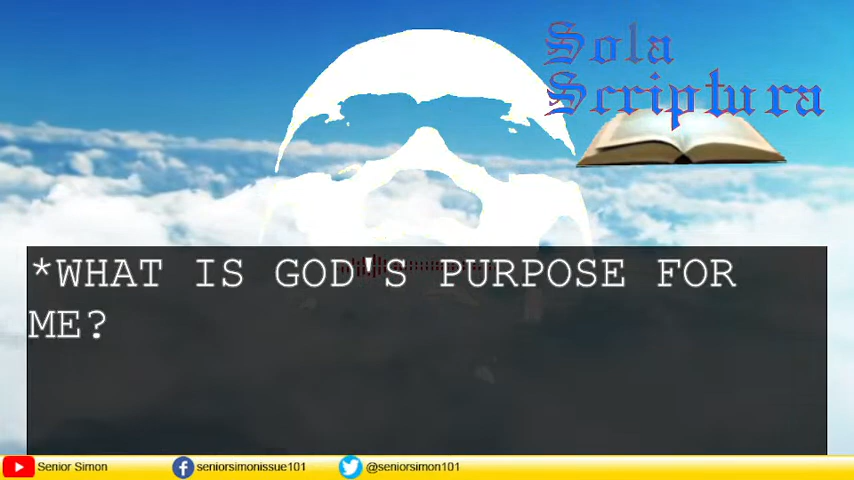 Sola
Scriptura
*WHAT IS GOD'S PURPOSE FOR
ME?
Senior Simon
seniorsimonissue101
@seniorsimon101